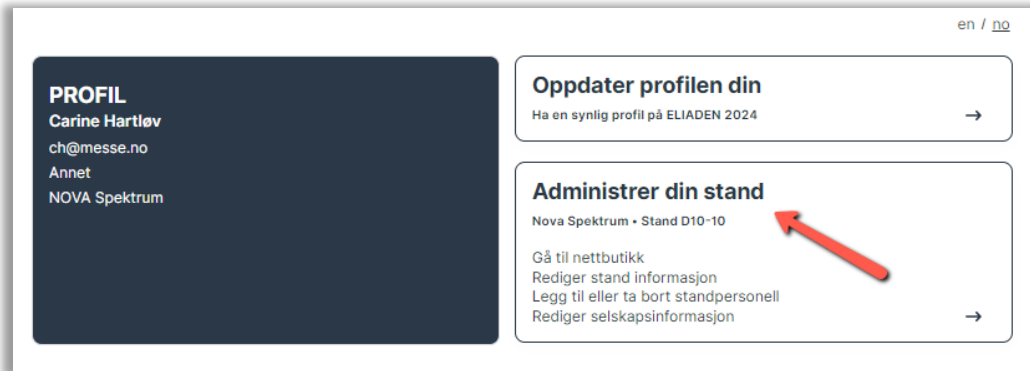 en / no
PROFIL
Carine Hartløv
ch@messe.no
Annet
NOVA Spektrum
Oppdater profilen din
Ha en synlig profil på ELIADEN 2024
Administrer din stand
Nova Spektrum • Stand D10-10
Gå til nettbutikk
Rediger stand informasjon
Legg til eller ta bort standpersonell
Rediger selskapsinformasjon